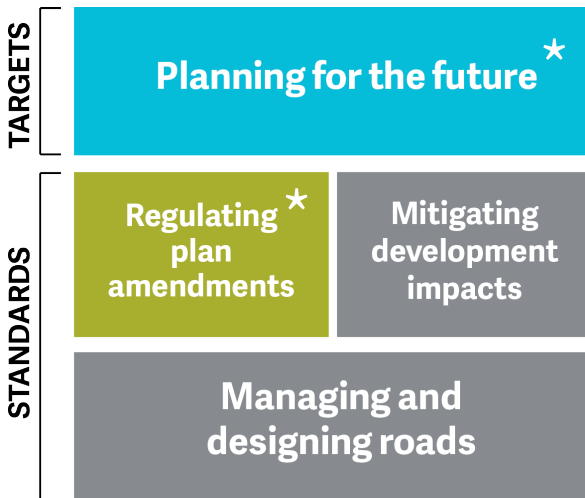 TARGETS
Planning for the future *
STANDARDS
Regulating *
plan
amendments
Mitigating
development
impacts
Managing and
designing roads